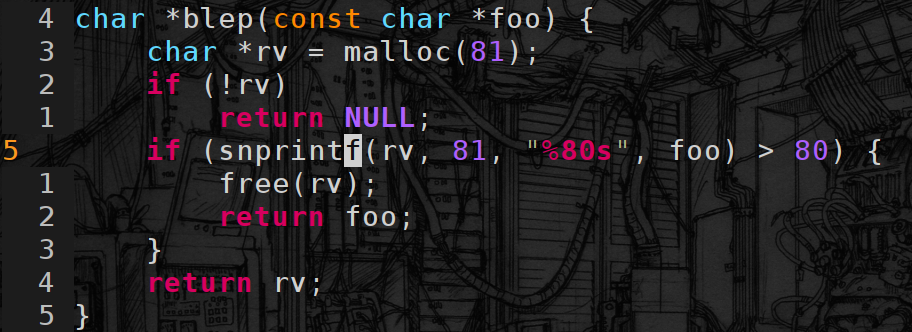 4 char *blep(const char *foo) {
3     char *rv = malloc(81);
2     if (!rv)
1         return NULL;
5     if (snprintf(rv, 81, "%80s", foo) > 80) {
1         free(rv);
2         return foo;
3     }
4     return rv;
5 }